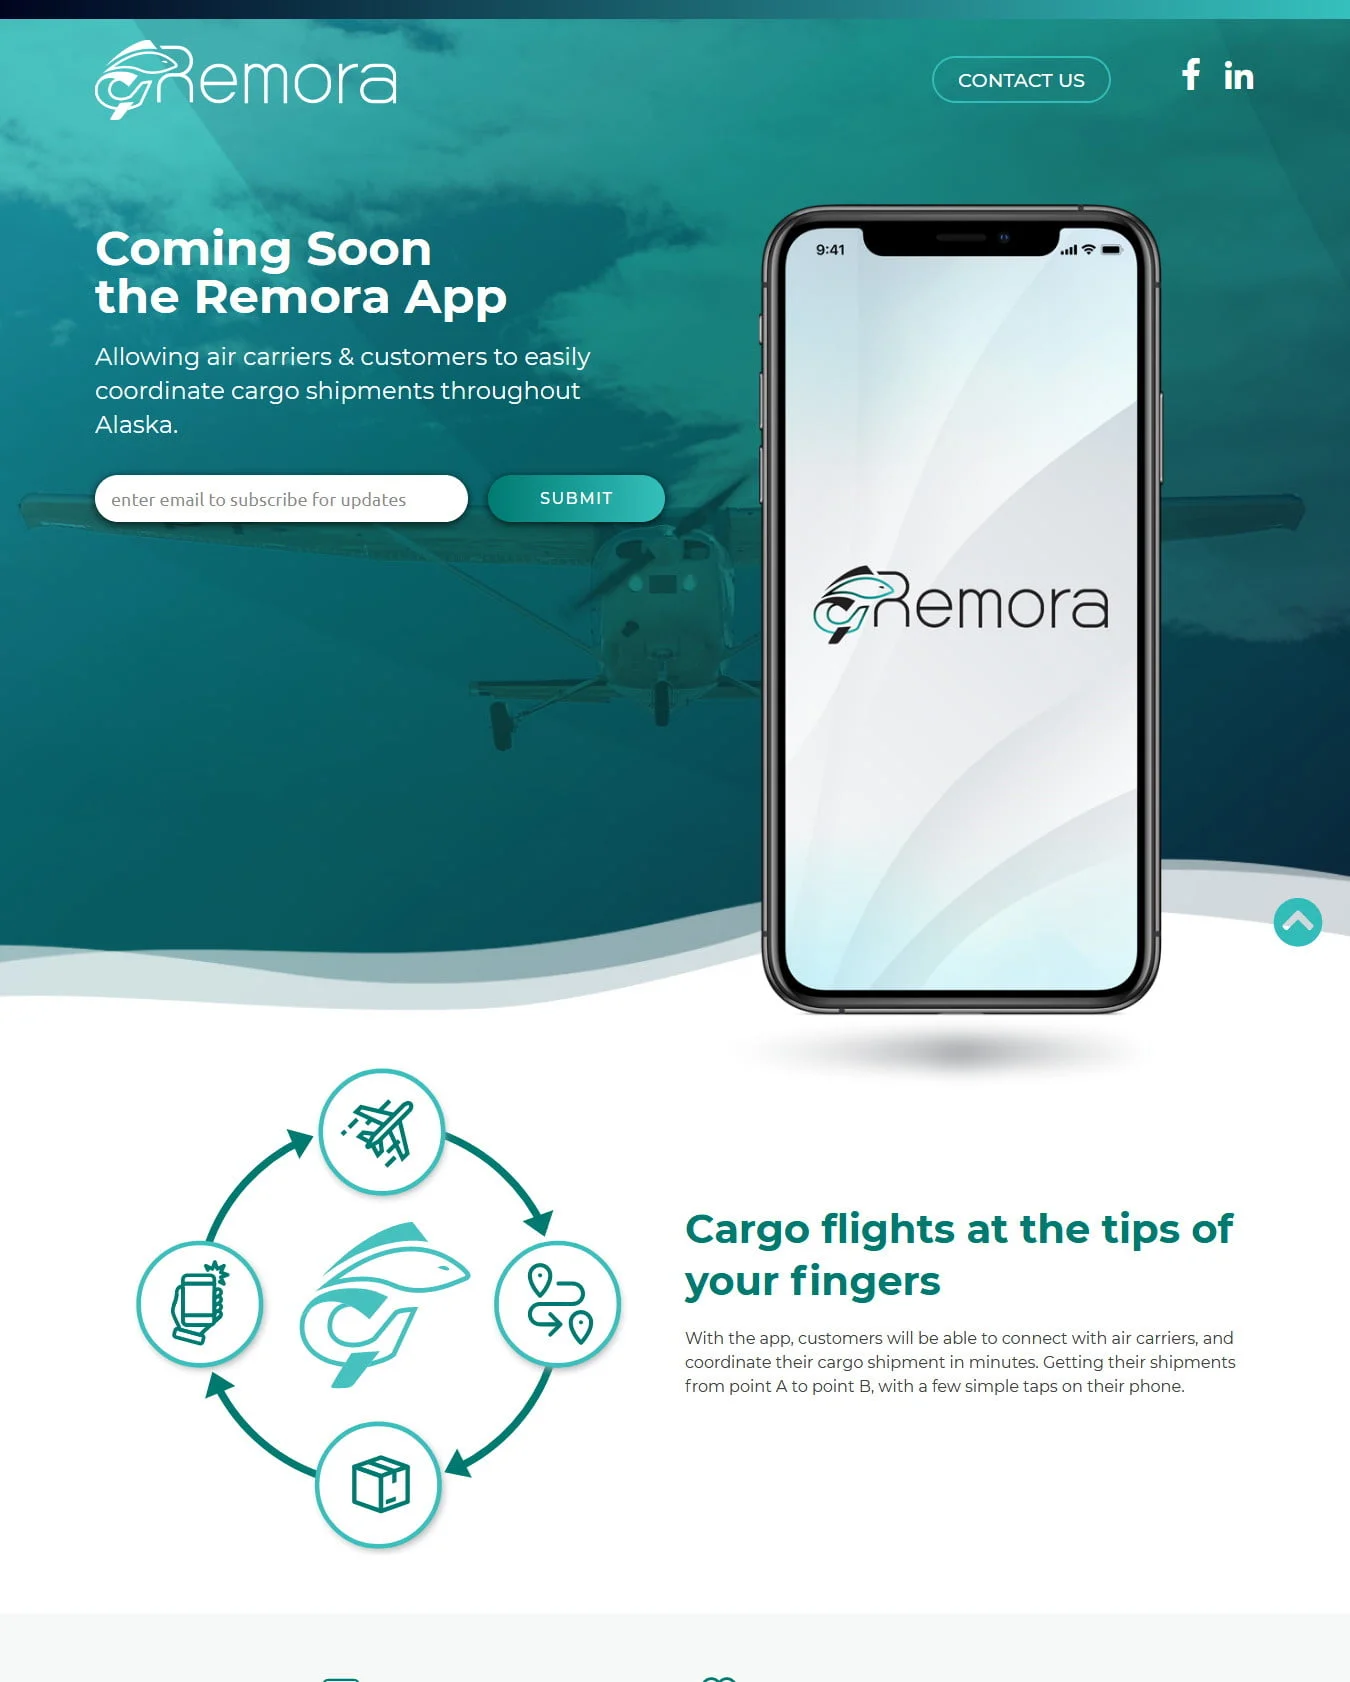 Remora
CONTACT US
Coming Soon
the Remora App
Allowing air carriers & customers to easily
coordinate cargo shipments throughout
Alaska.
enter email to subscribe for updates
SUBMIT
9:41
Remora
Cargo flights at the tips of
your fingers
With the app, customers will be able to connect with air carriers, and
coordinate their cargo shipment in minutes. Getting their shipments
from point A to point B, with a few simple taps on their phone.